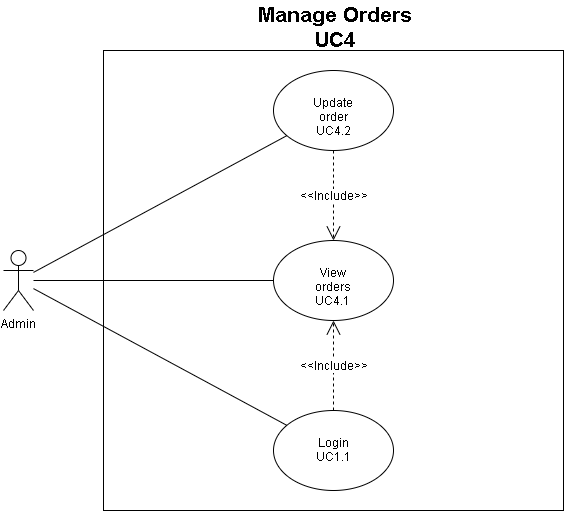 Manage Orders
UC4
Update
order
UC4.2
<<Include>>
View
orders
UC4.1
Admin
<<Include>>
Login
UC1.1